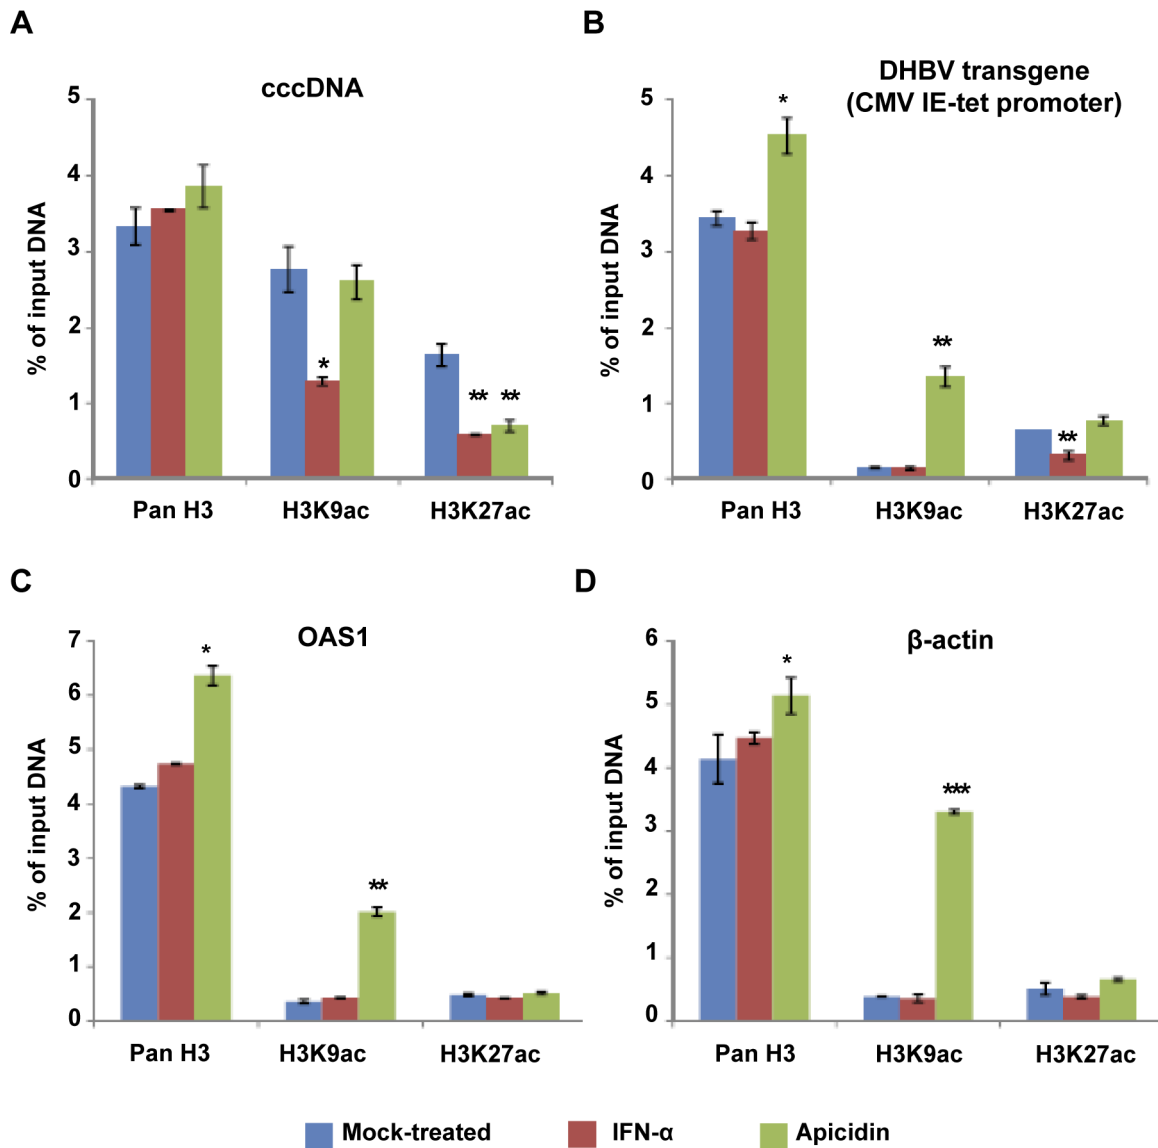 A
cccDNA
% of input DNA
5
4
3
2
1
0
*
**
**
Pan H3 H3K9ac H3K27ac
B
DHBV transgene
(CMV IE-tet promoter)
% of input DNA
5
4
3
2
1
0
*
**
**
Pan H3 H3K9ac H3K27ac
C
OAS1
% of input DNA
7
6
5
4
3
2
1
0
*
**
Pan H3 H3K9ac H3K27ac
D
β-actin
% of input DNA
6
5
4
3
2
1
0
*
***
Pan H3 H3K9ac H3K27ac
Mock-treated IFN-α Apicidin